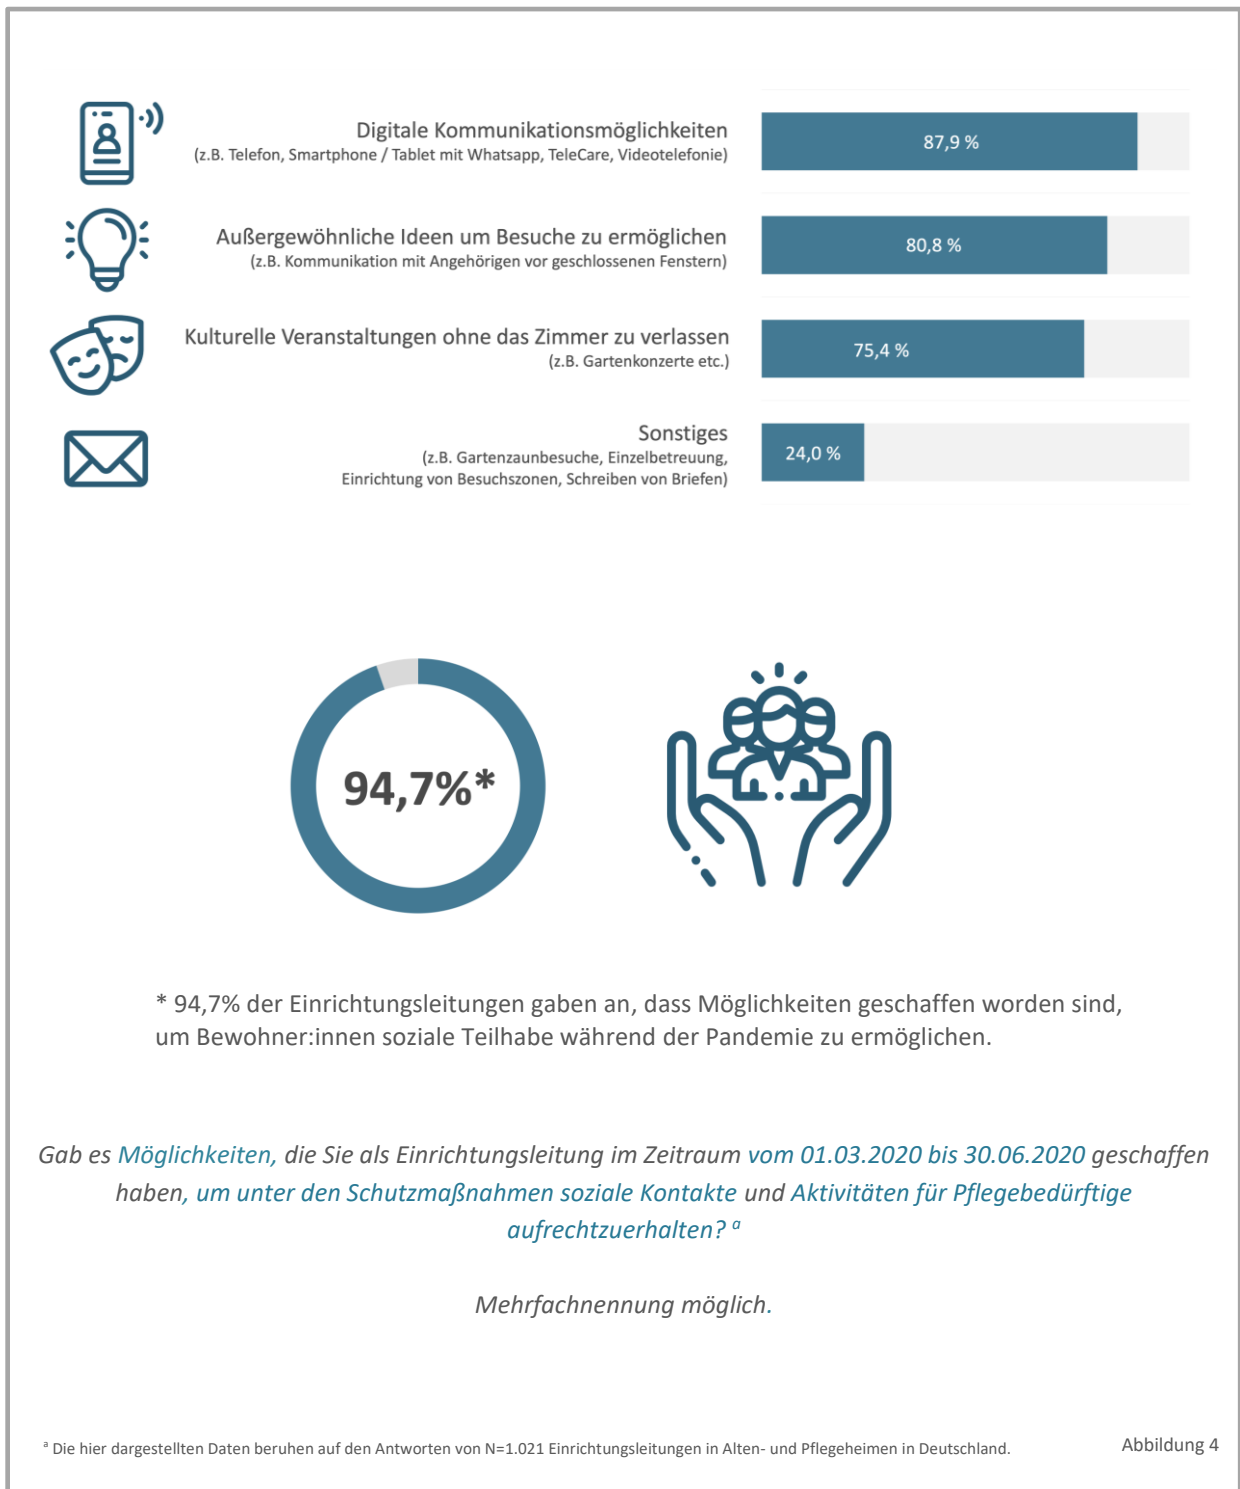 Digitale Kommunikationsmöglichkeiten
(z.B. Telefon, Smartphone / Tablet mit Whatsapp, TeleCare, Videotelefonie)
87,9 %
Außergewöhnliche Ideen um Besuche zu ermöglichen
(z.B. Kommunikation mit Angehörigen vor geschlossenen Fenstern)
80,8 %
Kulturelle Veranstaltungen ohne das Zimmer zu verlassen
(z.B. Gartenkonzerte etc.)
75,4 %
Sonstiges
(z.B. Gartenzaunbesuche, Einzelbetreuung,
Einrichtung von Besuchszonen, Schreiben von Briefen)
24,0 %
94,7%*
* 94,7% der Einrichtungsleitungen gaben an, dass Möglichkeiten geschaffen worden sind,
um Bewohner:innen soziale Teilhabe während der Pandemie zu ermöglichen.
Gab es Möglichkeiten, die Sie als Einrichtungsleitung im Zeitraum vom 01.03.2020 bis 30.06.2020 geschaffen
haben, um unter den Schutzmaßnahmen soziale Kontakte und Aktivitäten für Pflegebedürftige
aufrechtzuerhalten? a
Mehrfachnennung möglich.
a Die hier dargestellten Daten beruhen auf den Antworten von N=1.021 Einrichtungsleitungen in Alten- und Pflegeheimen in Deutschland.
Abbildung 4